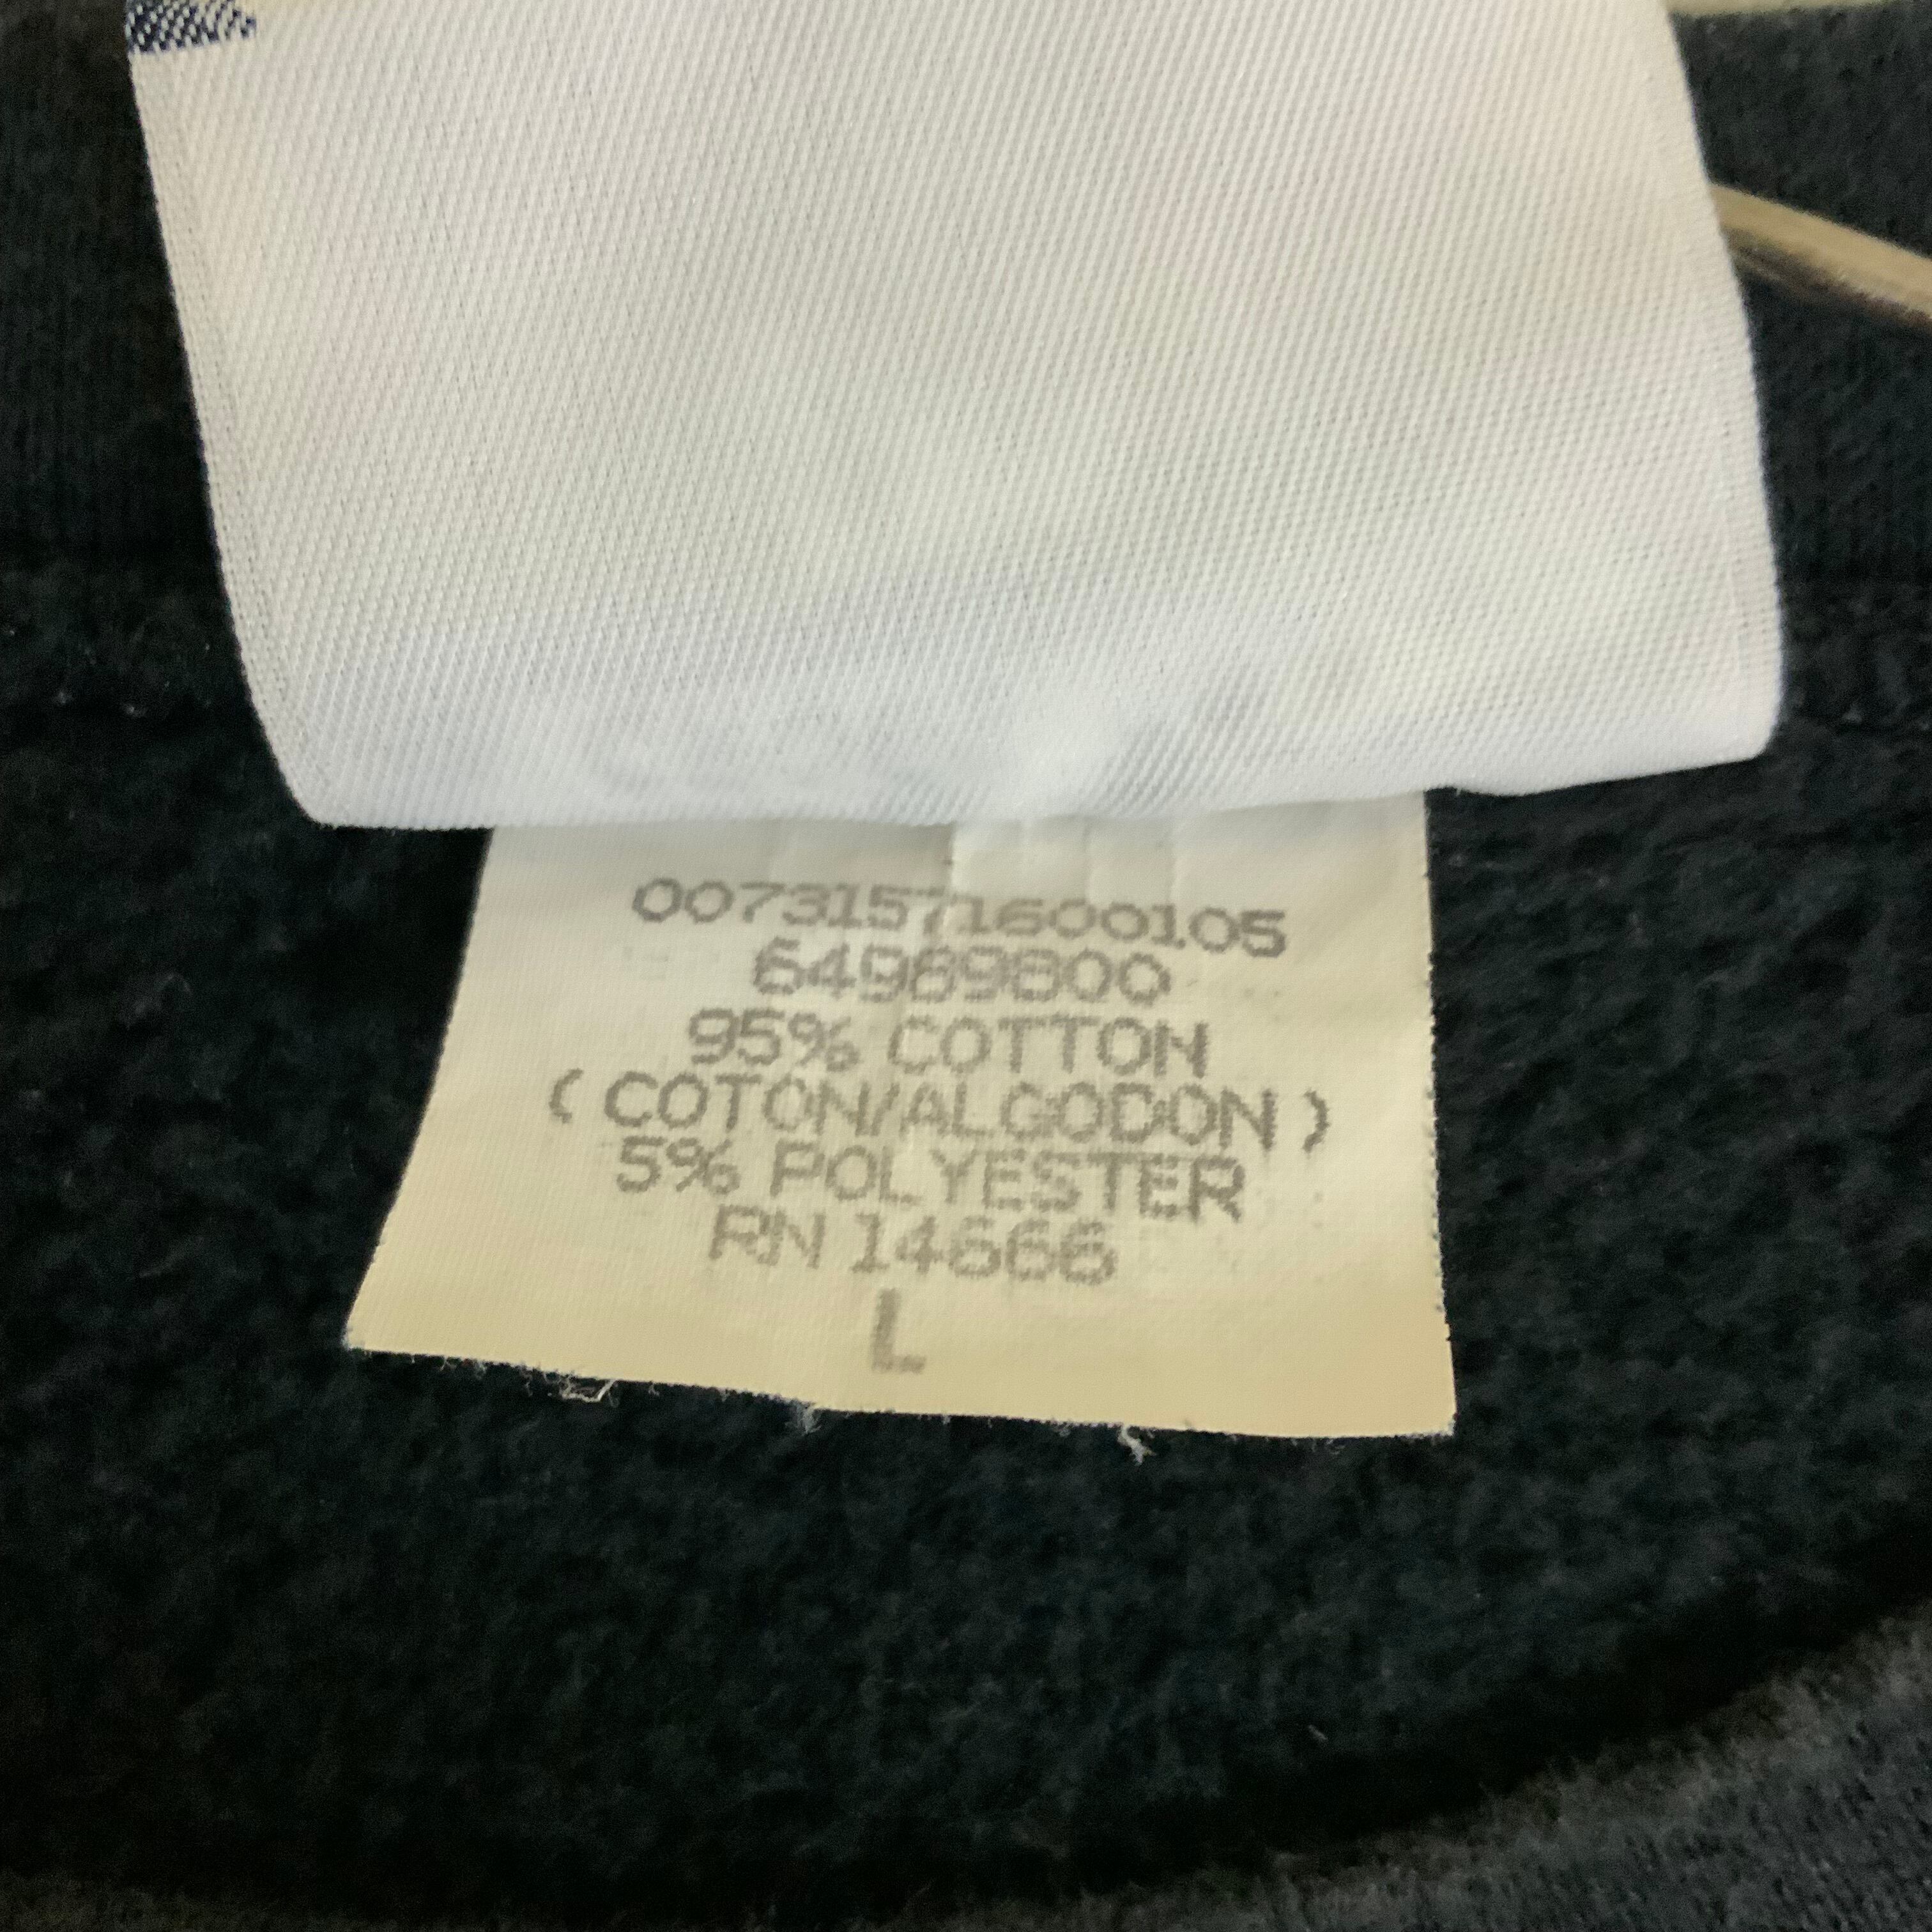 00731571600105
64989800
95% COTTON
( COTON/ALGODON )
5% POLYESTER
RN 14666
L